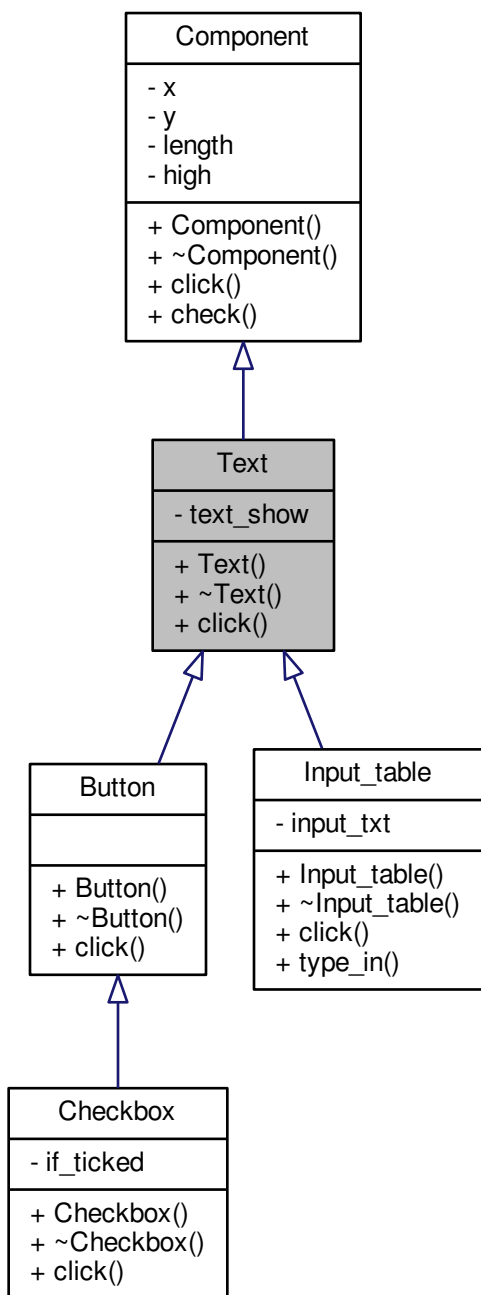 Component
- x
- y
- length
- high
+ Component()
+ ~Component()
+ click()
+ check()
Text
- text_show
+ Text()
+ ~Text()
+ click()
Button
+ Button()
+ ~Button()
+ click()
Input_table
- input_txt
+ Input_table()
+ ~Input_table()
+ click()
+ type_in()
Checkbox
- if_ticked
+ Checkbox()
+ ~Checkbox()
+ click()